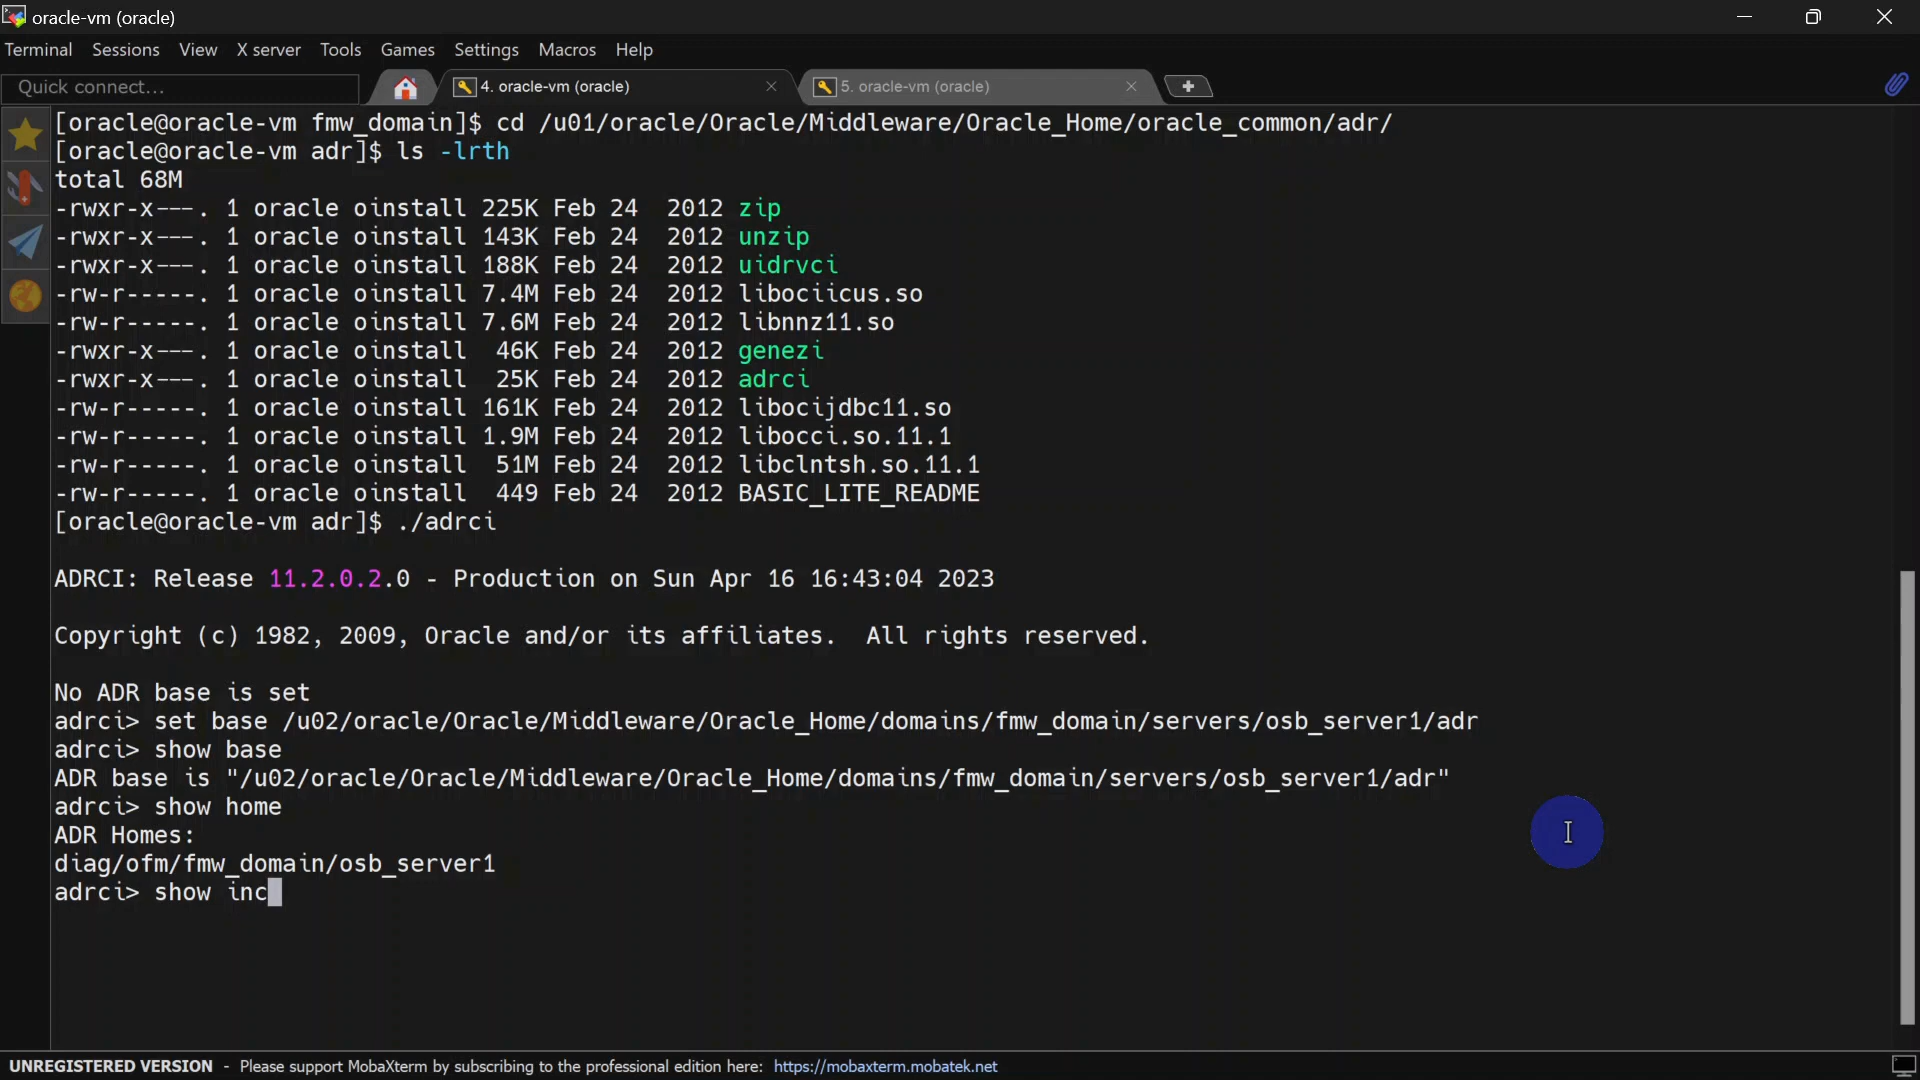 oracle-vm (oracle)
Terminal Sessions View X server Tools Games Settings Macros Help
Quick connect...
4. oracle-vm (oracle)
5. oracle-vm (oracle)
[oracle@oracle-vm fmw_domain]$ cd /u01/oracle/Oracle/Middleware/Oracle_Home/oracle_common/adr/
[oracle@oracle-vm adr]$ ls -lrth
total 68M
-rwxr-x---. 1 oracle oinstall 225K Feb 24  2012 zip
-rwxr-x---. 1 oracle oinstall 143K Feb 24  2012 unzip
-rwxr-x---. 1 oracle oinstall 188K Feb 24  2012 uidrvci
-rw-r-----. 1 oracle oinstall 7.4M Feb 24  2012 libociicus.so
-rw-r-----. 1 oracle oinstall 7.6M Feb 24  2012 libnnz11.so
-rwxr-x---. 1 oracle oinstall  46K Feb 24  2012 genezi
-rwxr-x---. 1 oracle oinstall  25K Feb 24  2012 adrci
-rw-r-----. 1 oracle oinstall 161K Feb 24  2012 libocijdbc11.so
-rw-r-----. 1 oracle oinstall 1.9M Feb 24  2012 libocci.so.11.1
-rw-r-----. 1 oracle oinstall  51M Feb 24  2012 libclntsh.so.11.1
-rw-r-----. 1 oracle oinstall  449 Feb 24  2012 BASIC_LITE_README
[oracle@oracle-vm adr]$ ./adrci
ADRCI: Release 11.2.0.2.0 - Production on Sun Apr 16 16:43:04 2023
Copyright (c) 1982, 2009, Oracle and/or its affiliates.  All rights reserved.
No ADR base is set
adrci> set base /u02/oracle/Oracle/Middleware/Oracle_Home/domains/fmw_domain/servers/osb_server1/adr
adrci> show base
ADR base is "/u02/oracle/Oracle/Middleware/Oracle_Home/domains/fmw_domain/servers/osb_server1/adr"
adrci> show home
ADR Homes:
diag/ofm/fmw_domain/osb_server1
adrci> show inc
UNREGISTERED VERSION - Please support MobaXterm by subscribing to the professional edition here: https://mobaxterm.mobatek.net